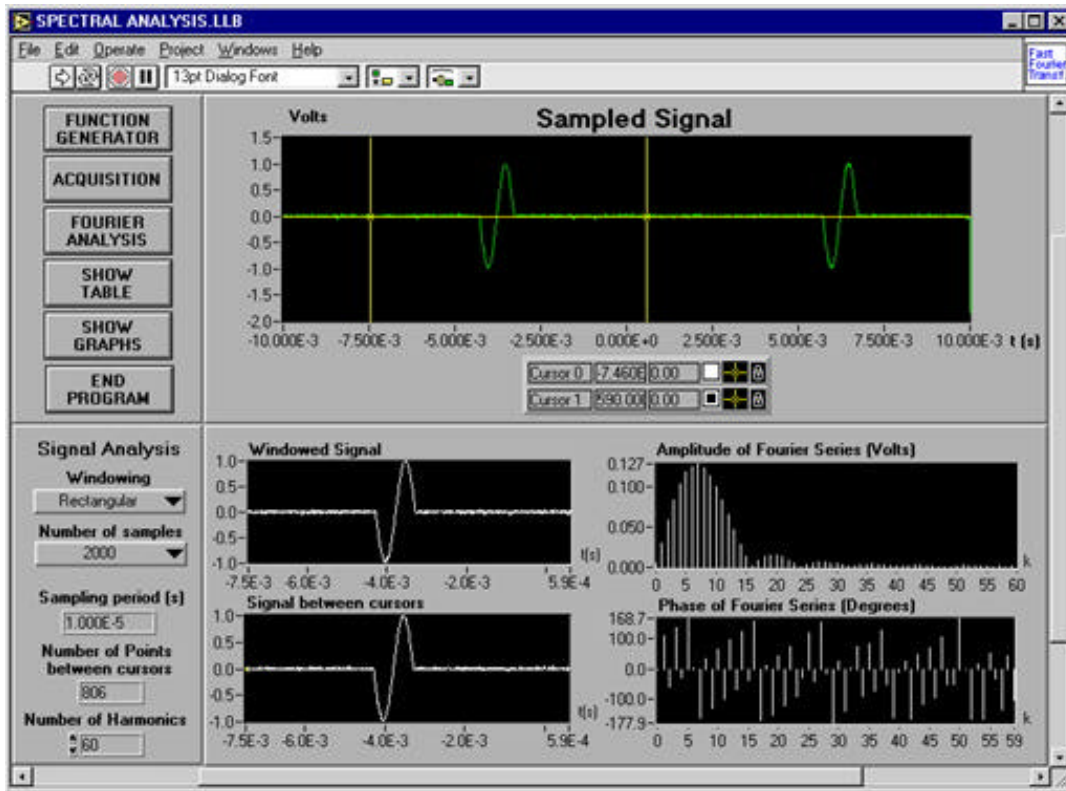 SPECTRAL ANALYSIS.LLB
File Edit Operate Project Windows Help
13pt Dialog Font
Fast
Fourier
Transf.
FUNCTION
GENERATOR
ACQUISITION
FOURIER
ANALYSIS
SHOW
TABLE
SHOW
GRAPHS
END
PROGRAM
Volts
Sampled Signal
1.5
1.0
0.5
0.0
-0.5
-1.0
-1.5
-2.0
-10.000E-3 -7.500E-3 -5.000E-3 -2.500E-3 0.000E+0 2.500E-3 5.000E-3 7.500E-3 10.000E-3 t (s)
Cursor 0 -7.460E 0.00
Cursor 1 590.00 0.00
Signal Analysis
Windowing
Rectangular
Number of samples
2000
Sampling period (s)
1.000E-5
Number of Points
between cursors
806
Number of Harmonics
60
Windowed Signal
1.0
0.5
0.0
-0.5
-1.0
t(s)
-7.5E-3 -6.0E-3 -4.0E-3 -2.0E-3 5.9E-4
Signal between cursors
1.0
0.5
0.0
-0.5
-1.0
t(s)
-7.5E-3 -6.0E-3 -4.0E-3 -2.0E-3 5.9E-4
Amplitude of Fourier Series (Volts)
0.127
0.100
0.050
0.000
k
0 5 10 15 20 25 30 35 40 45 50 55 60
Phase of Fourier Series (Degrees)
168.7
100.0
0.0
-100.0
-177.9
k
0 5 10 15 20 25 30 35 40 45 50 55 59